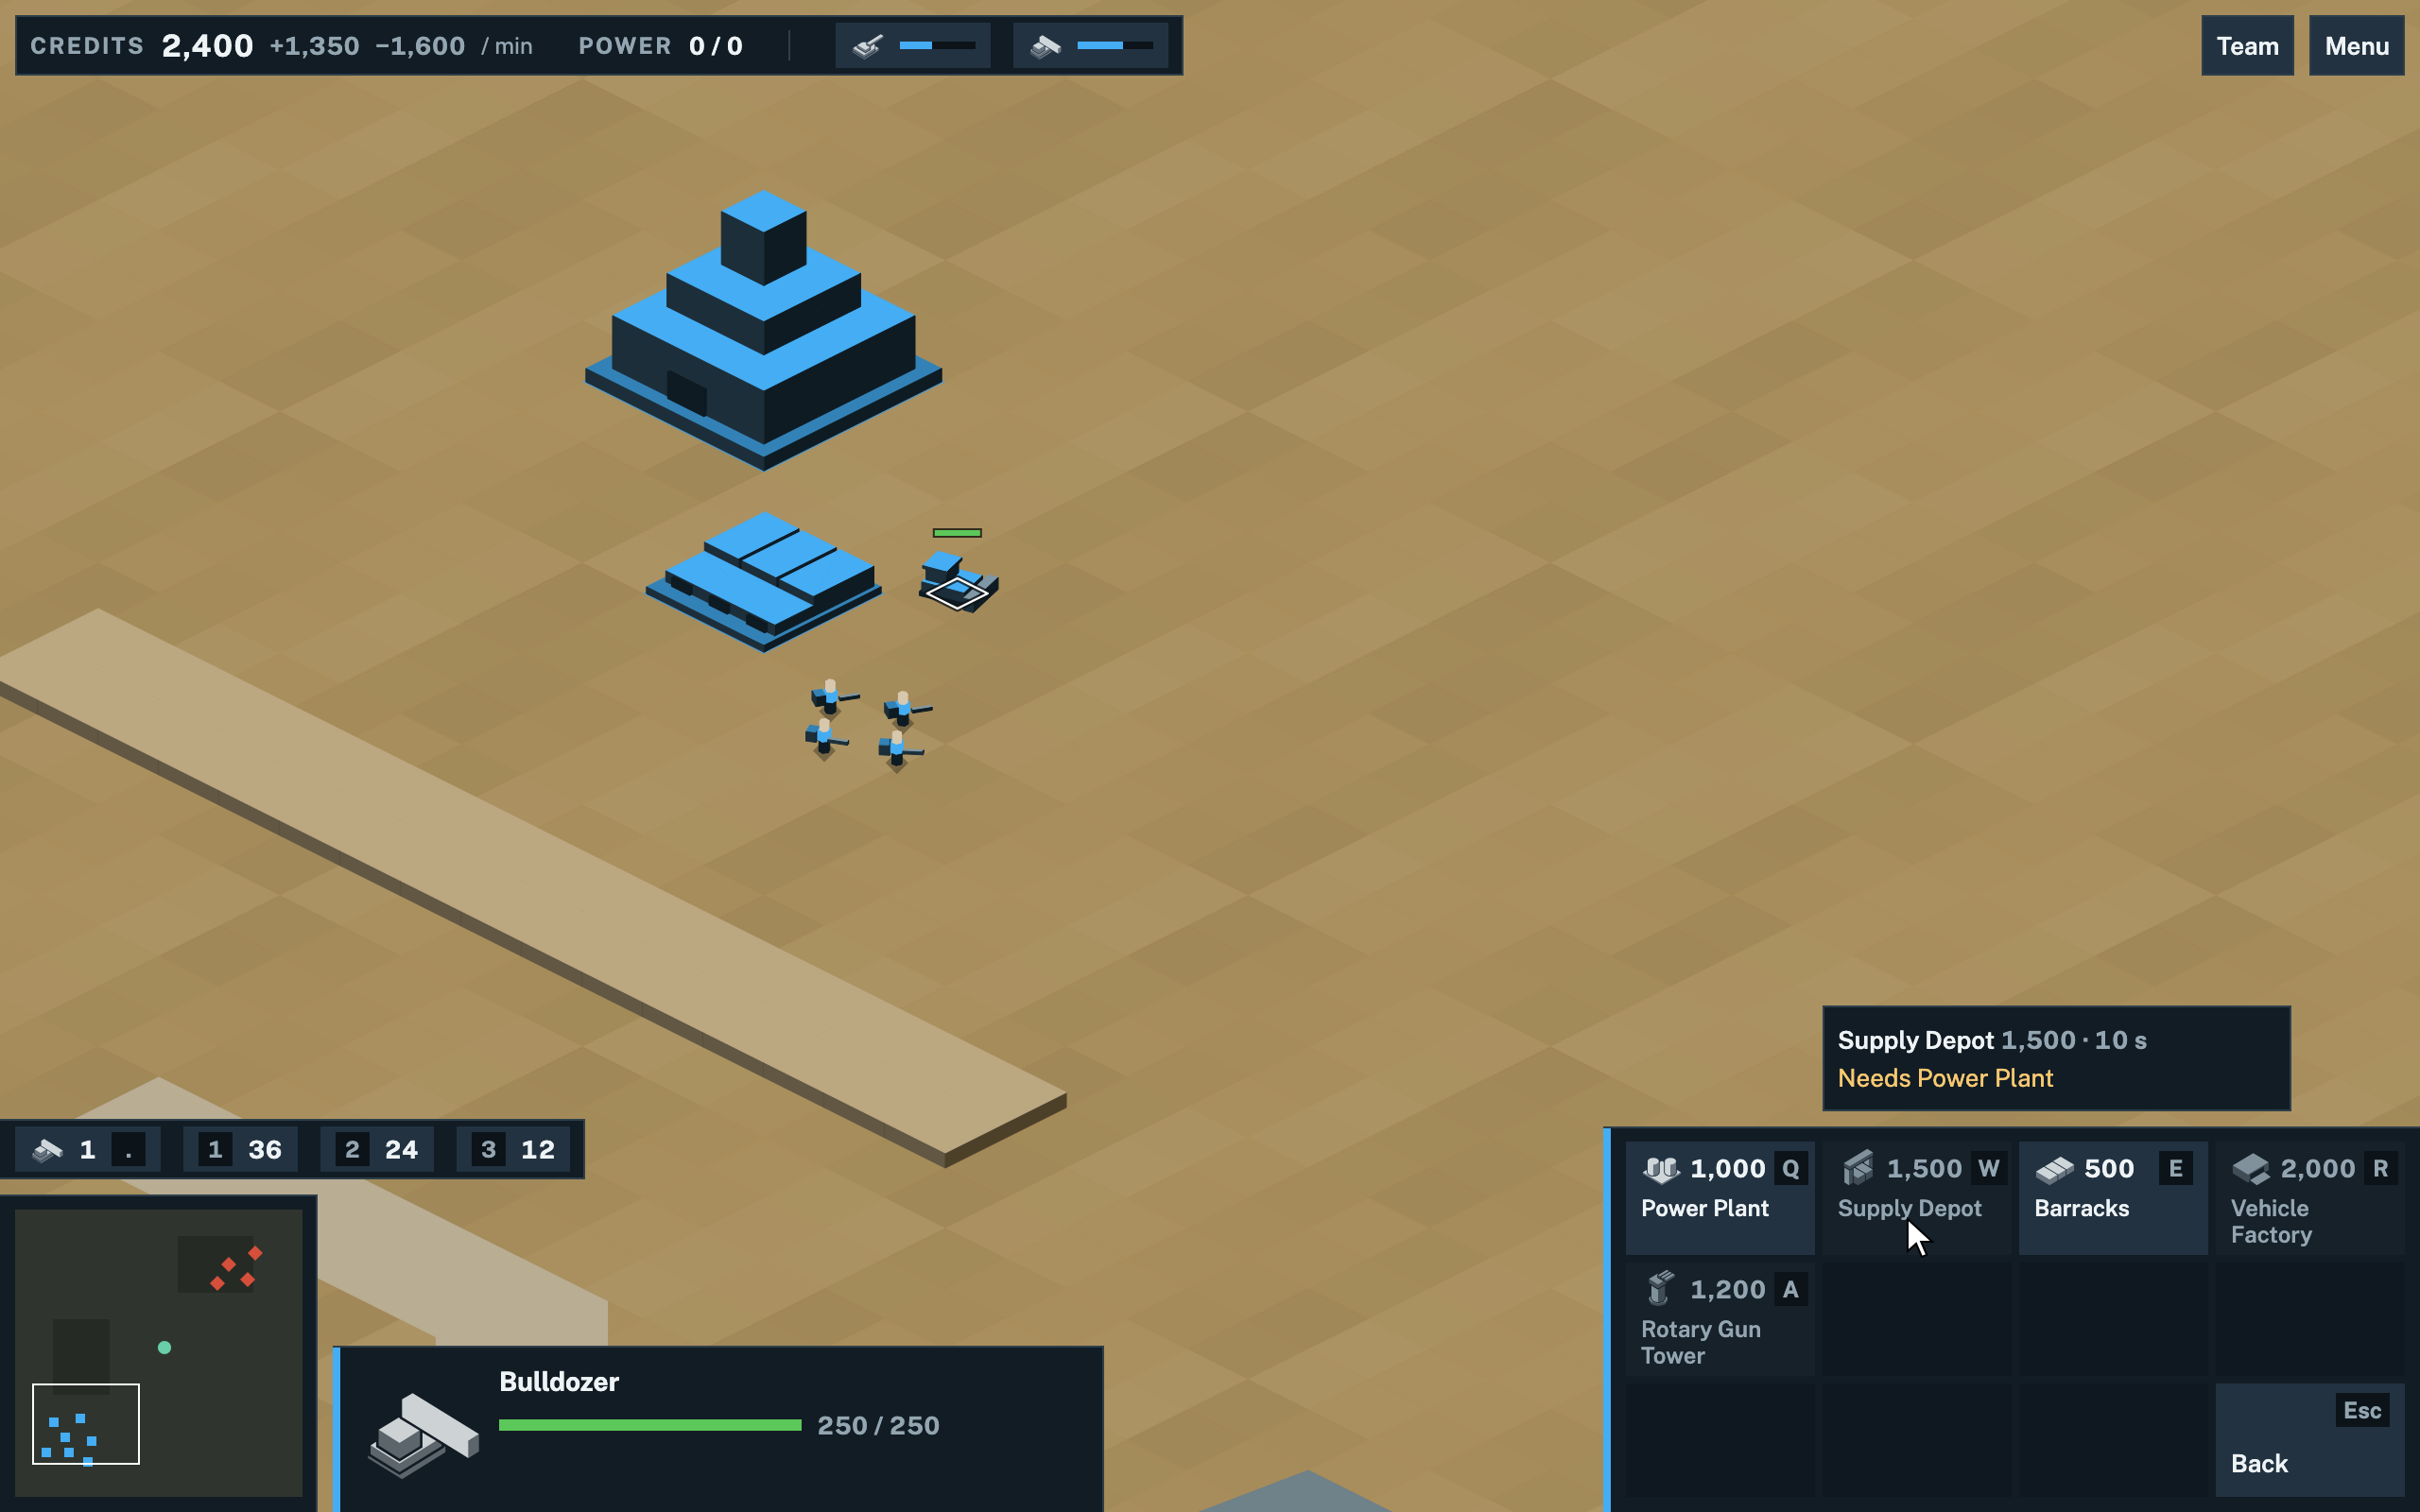 CREDITS 2,400 +1,350 −1,600 / min POWER 0 / 0
Team
Menu
Supply Depot 1,500 · 10 s
Needs Power Plant
1 . 1 36 2 24 3 12
1,000 Q
Power Plant
1,500 W
Supply Depot
500 E
Barracks
2,000 R
Vehicle
Factory
1,200 A
Rotary Gun
Tower
Bulldozer
250 / 250
Esc
Back